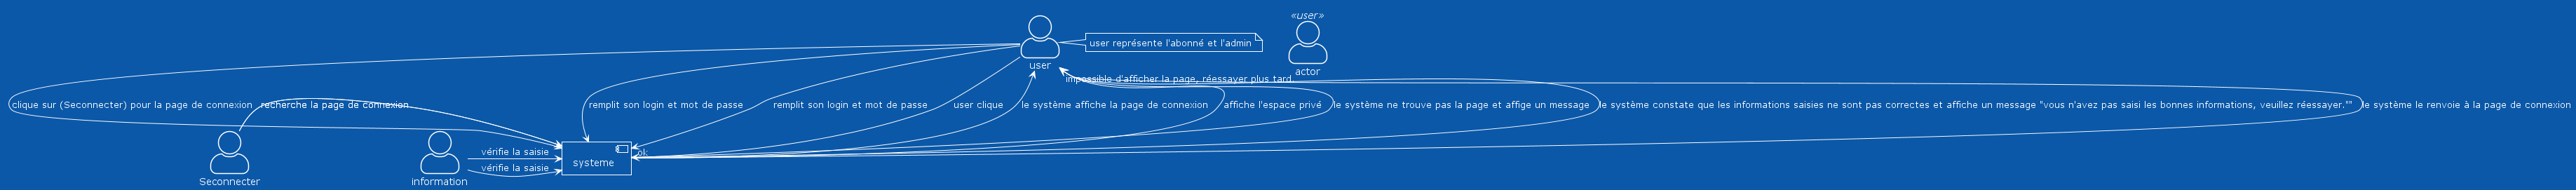 «user»
user représente l'abonné et l'admin
user
actor
impossible d'afficher la page, réessayer plus tard.
clique sur (Seconnecter) pour la page de connexion
recherche la page de connexion
remplit son login et mot de passe
remplit son login et mot de passe
user clique
le système affiche la page de connexion
affiche l'espace privé
le système ne trouve pas la page et affige un message
le système constate que les informations saisies ne sont pas correctes et affiche un message "vous n'avez pas saisi les bonnes informations, veuillez réessayer.""
le système le renvoie à la page de connexion
vérifie la saisie
ok
systeme
vérifie la saisie
Seconnecter
information